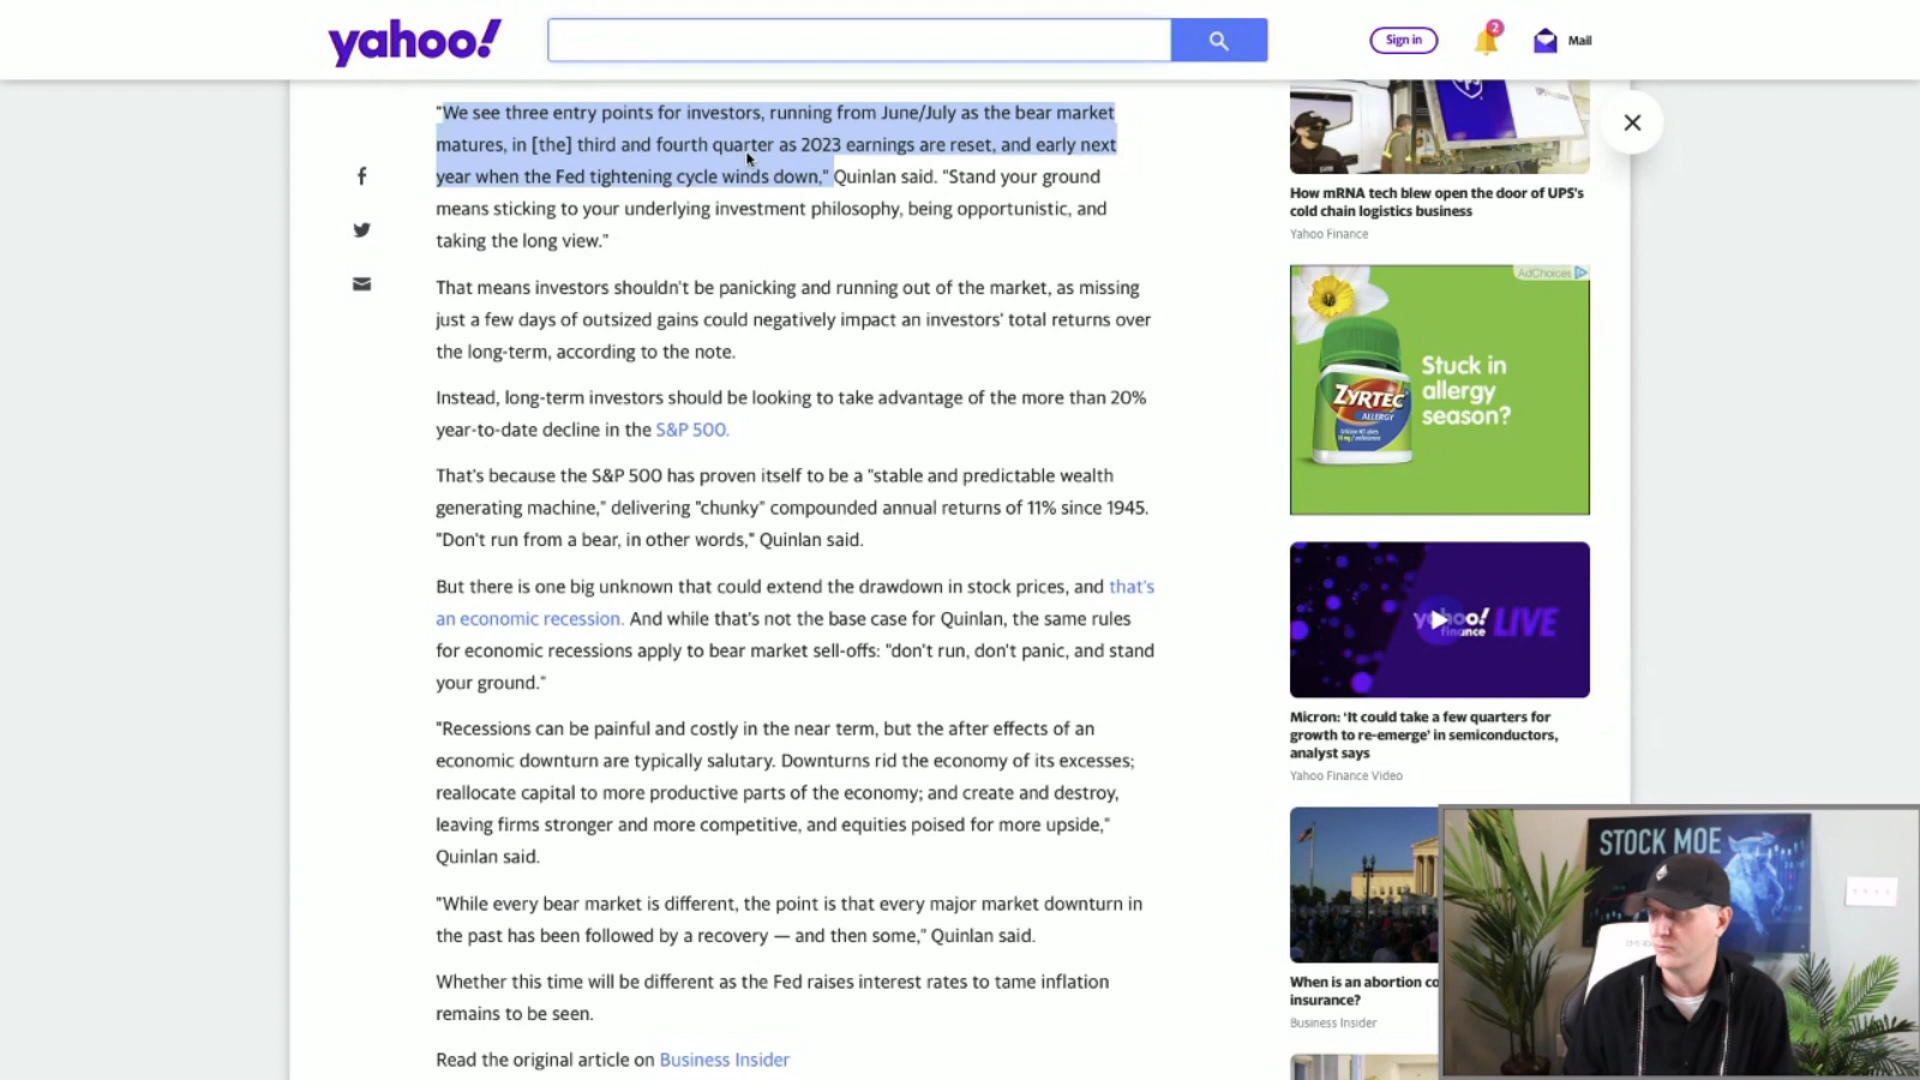 yahoo!
Sign in
2
Mail
"We see three entry points for investors, running from June/July as the bear market
matures, in [the] third and fourth quarter as 2023 earnings are reset, and early next
year when the Fed tightening cycle winds down," Quinlan said. "Stand your ground
means sticking to your underlying investment philosophy, being opportunistic, and
taking the long view."
That means investors shouldn't be panicking and running out of the market, as missing
just a few days of outsized gains could negatively impact an investors' total returns over
the long-term, according to the note.
Instead, long-term investors should be looking to take advantage of the more than 20%
year-to-date decline in the S&P 500.
That's because the S&P 500 has proven itself to be a "stable and predictable wealth
generating machine," delivering "chunky" compounded annual returns of 11% since 1945.
"Don't run from a bear, in other words," Quinlan said.
But there is one big unknown that could extend the drawdown in stock prices, and that's
an economic recession. And while that's not the base case for Quinlan, the same rules
for economic recessions apply to bear market sell-offs: "don't run, don't panic, and stand
your ground."
"Recessions can be painful and costly in the near term, but the after effects of an
economic downturn are typically salutary. Downturns rid the economy of its excesses;
reallocate capital to more productive parts of the economy; and create and destroy,
leaving firms stronger and more competitive, and equities poised for more upside,"
Quinlan said.
"While every bear market is different, the point is that every major market downturn in
the past has been followed by a recovery — and then some," Quinlan said.
Whether this time will be different as the Fed raises interest rates to tame inflation
remains to be seen.
Read the original article on Business Insider
How mRNA tech blew open the door of UPS's
cold chain logistics business
Yahoo Finance
AdChoices
ZYRTEC
ALLERGY
Stuck in
allergy
season?
yahoo!
finance LIVE
Micron: 'It could take a few quarters for
growth to re-emerge' in semiconductors,
analyst says
Yahoo Finance Video
When is an abortion co
insurance?
Business Insider
STOCK MOE